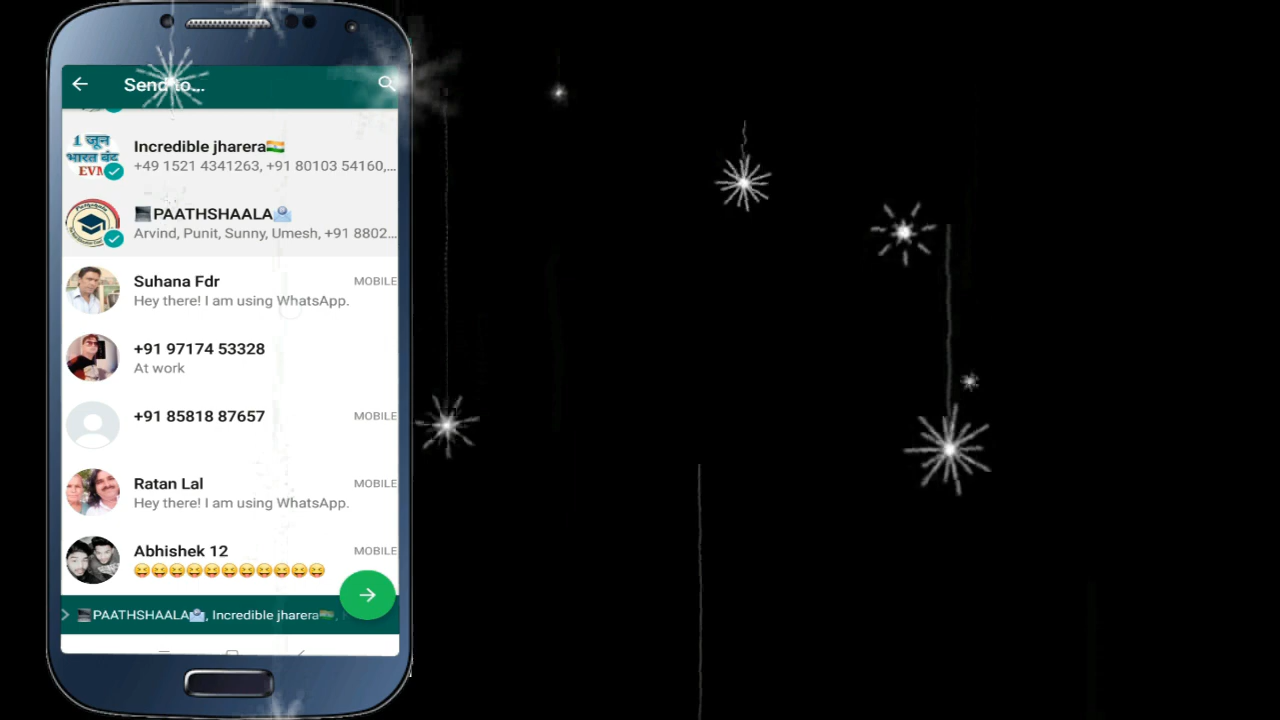 Send to...
1 जून
भारत बंद
EVM
Incredible jharera🇮🇳
+49 1521 4341263, +91 80103 54160,...
PAATHSHAALA
Arvind, Punit, Sunny, Umesh, +91 8802...
Suhana Fdr
MOBILE
Hey there! I am using WhatsApp.
+91 97174 53328
At work
+91 85818 87657
MOBILE
Ratan Lal
MOBILE
Hey there! I am using WhatsApp.
Abhishek 12
MOBILE
😝😝😝😝😝😝😝😝😝😝😝
PAATHSHAALA, Incredible jharera🇮🇳,